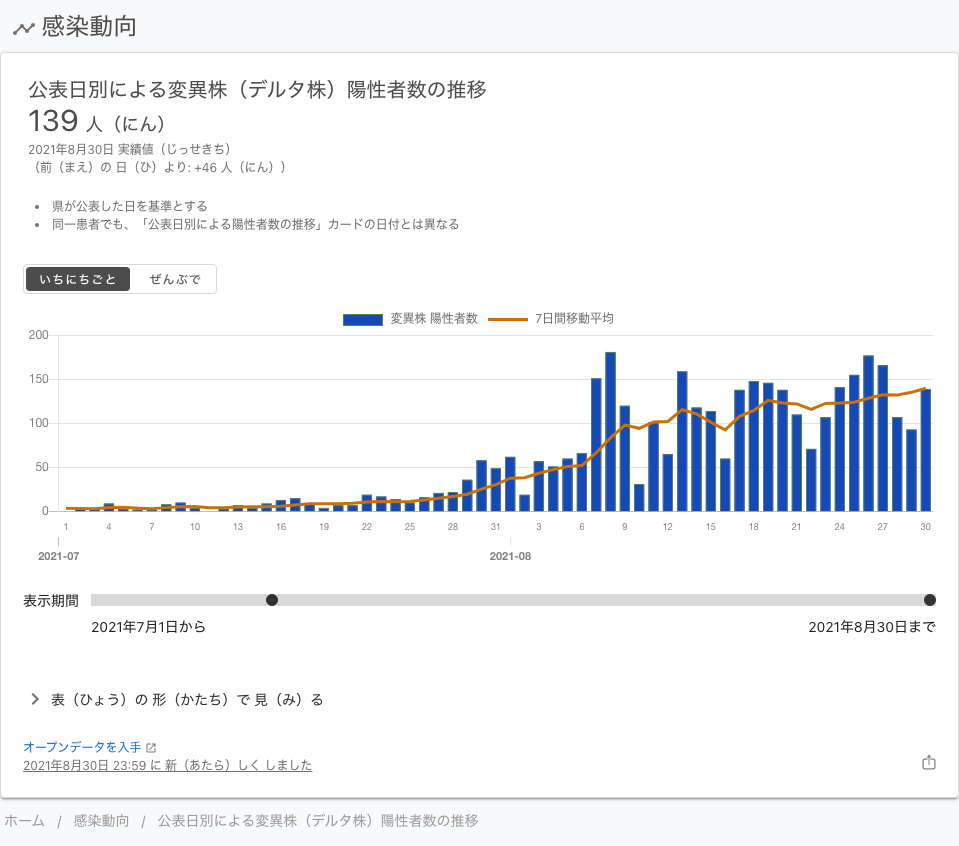 感染動向
公表日別による変異株（デルタ株）陽性者数の推移
139 人（にん）
2021年8月30日 実績値（じっせきち）
（前（まえ）の 日（ひ）より: +46 人（にん））
県が公表した日を基準とする
同一患者でも、「公表日別による陽性者数の推移」カードの日付とは異なる
いちにちごと ぜんぶで
変異株 陽性者数 7日間移動平均
200
150
100
50
0
1 4 7 10 13 16 19 22 25 28 31 3 6 9 12 15 18 21 24 27 30
2021-07 2021-08
表示期間
2021年7月1日から 2021年8月30日まで
表（ひょう）の 形（かたち）で 見（み）る
オープンデータを入手
2021年8月30日 23:59 に 新（あたら）しく しました
ホーム / 感染動向 / 公表日別による変異株（デルタ株）陽性者数の推移